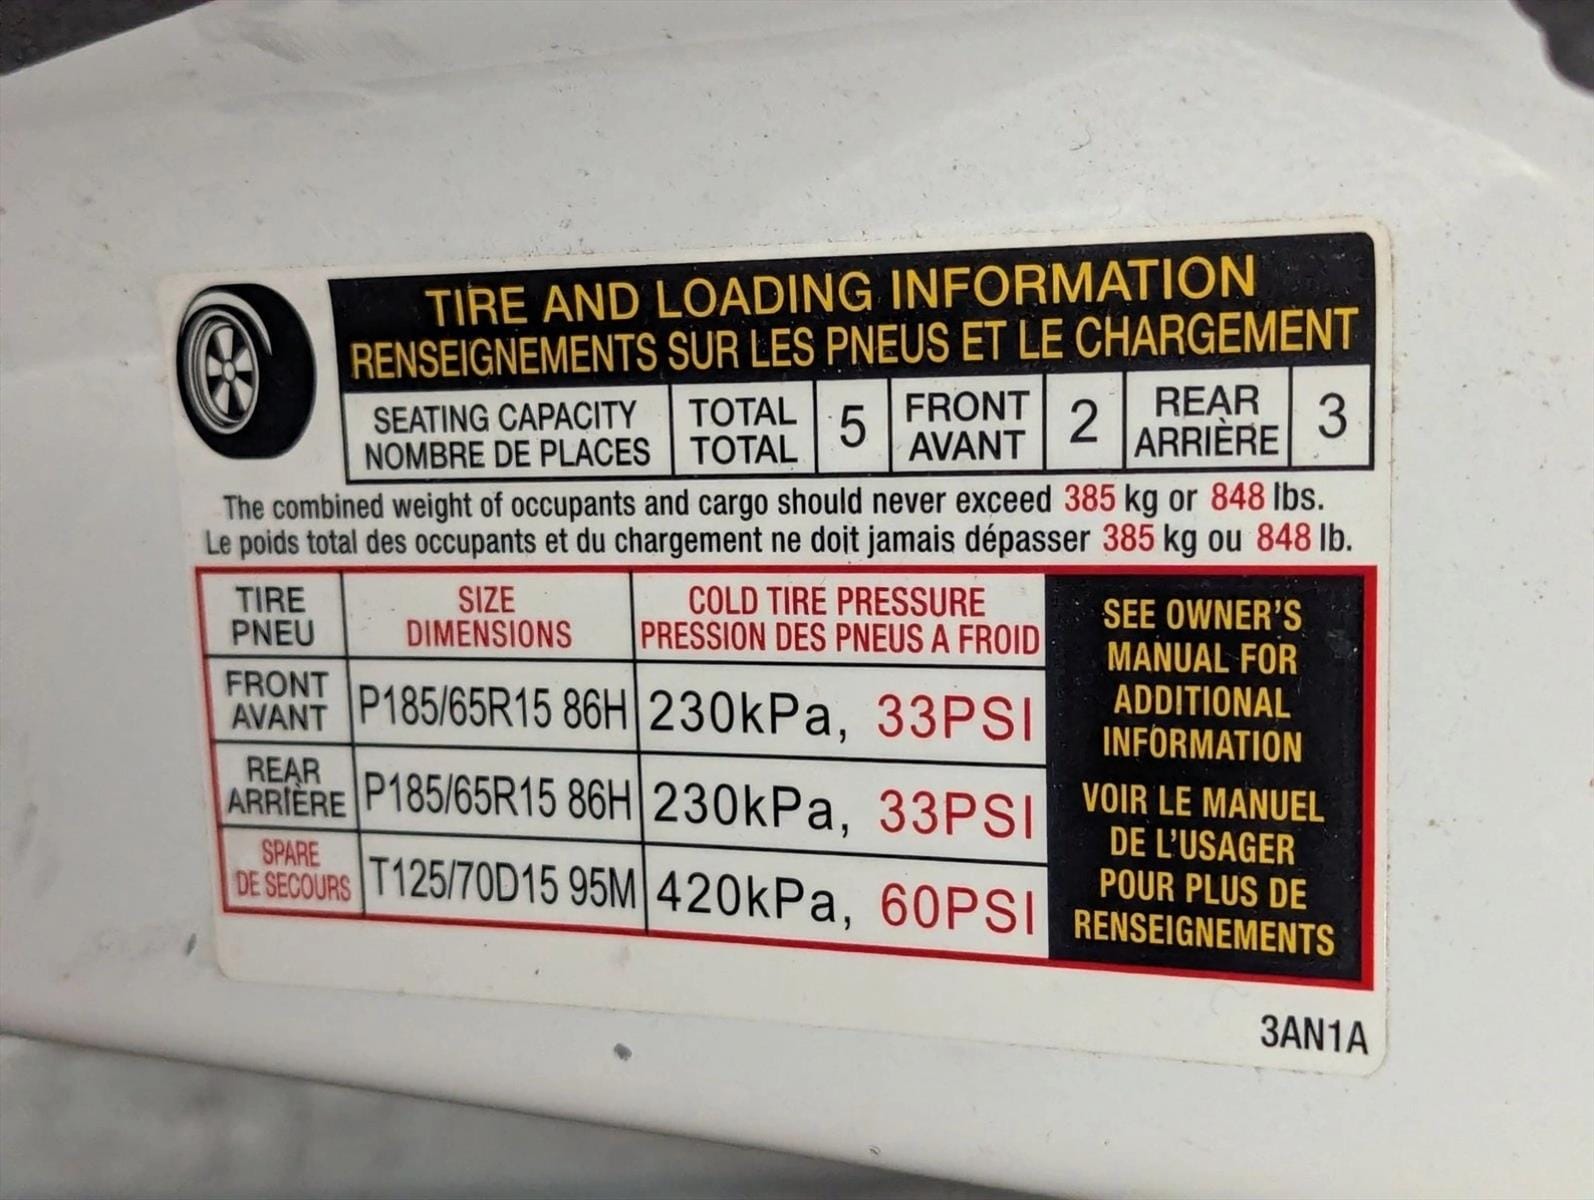 TIRE AND LOADING INFORMATION
RENSEIGNEMENTS SUR LES PNEUS ET LE CHARGEMENT
SEATING CAPACITY TOTAL 5 FRONT 2 REAR 3
NOMBRE DE PLACES TOTAL AVANT ARRIÈRE
The combined weight of occupants and cargo should never exceed 385 kg or 848 lbs.
Le poids total des occupants et du chargement ne doit jamais dépasser 385 kg ou 848 lb.
TIRE SIZE COLD TIRE PRESSURE
PNEU DIMENSIONS PRESSION DES PNEUS A FROID
FRONT
AVANT P185/65R15 86H 230kPa, 33PSI
REAR
ARRIÈRE P185/65R15 86H 230kPa, 33PSI
SPARE
DE SECOURS T125/70D15 95M 420kPa, 60PSI
SEE OWNER'S
MANUAL FOR
ADDITIONAL
INFORMATION
VOIR LE MANUEL
DE L'USAGER
POUR PLUS DE
RENSEIGNEMENTS
3AN1A